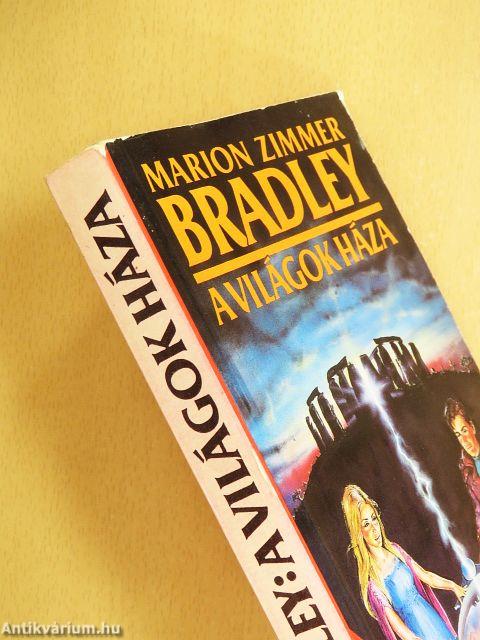 MARION ZIMMER
BRADLEY
A VILÁGOK HÁZA
LEY: A VILÁGOK HÁZA
Antikvárium.hu